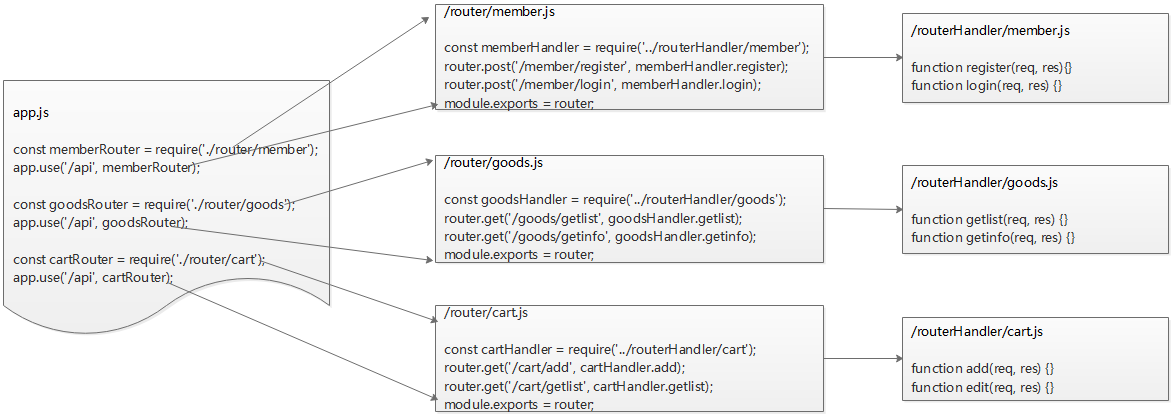 app.js
const memberRouter = require('./router/member');
app.use('/api', memberRouter);
const goodsRouter = require('./router/goods');
app.use('/api', goodsRouter);
const cartRouter = require('./router/cart');
app.use('/api', cartRouter);
/router/member.js
const memberHandler = require('../routerHandler/member');
router.post('/member/register', memberHandler.register);
router.post('/member/login', memberHandler.login);
module.exports = router;
/router/goods.js
const goodsHandler = require('../routerHandler/goods');
router.get('/goods/getlist', goodsHandler.getlist);
router.get('/goods/getinfo', goodsHandler.getinfo);
module.exports = router;
/router/cart.js
const cartHandler = require('../routerHandler/cart');
router.get('/cart/add', cartHandler.add);
router.get('/cart/getlist', cartHandler.getlist);
module.exports = router;
/routerHandler/member.js
function register(req, res){}
function login(req, res) {}
/routerHandler/goods.js
function getlist(req, res) {}
function getinfo(req, res) {}
/routerHandler/cart.js
function add(req, res) {}
function edit(req, res) {}